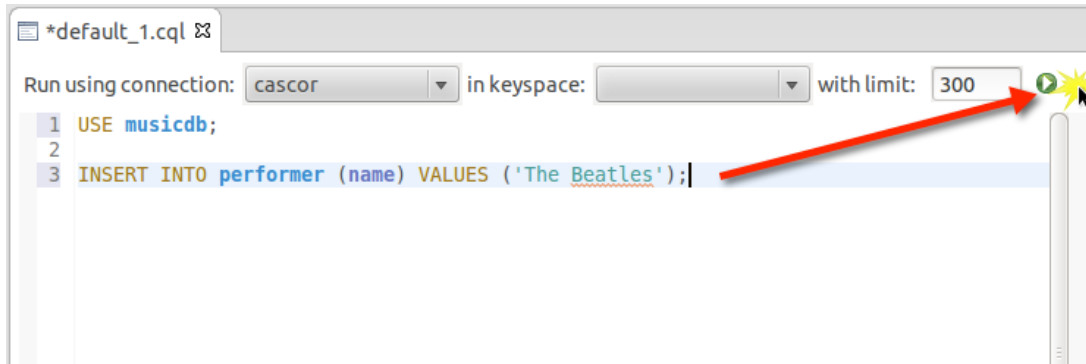 *default_1.cql
Run using connection: cascor in keyspace: with limit: 300
1 USE musicdb;
2
3 INSERT INTO performer (name) VALUES ('The Beatles');